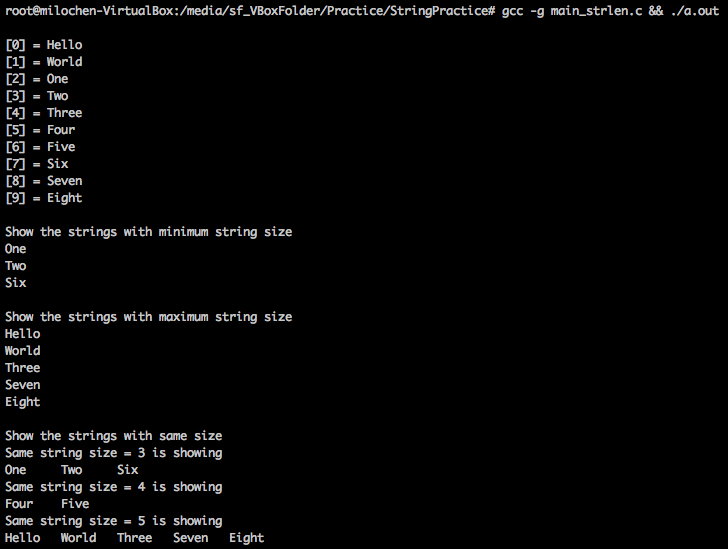 root@milochen-VirtualBox:/media/sf_VBoxFolder/Practice/StringPractice# gcc -g main_strlen.c && ./a.out
[0] = Hello
[1] = World
[2] = One
[3] = Two
[4] = Three
[5] = Four
[6] = Five
[7] = Six
[8] = Seven
[9] = Eight
Show the strings with minimum string size
One
Two
Six
Show the strings with maximum string size
Hello
World
Three
Seven
Eight
Show the strings with same size
Same string size = 3 is showing
One Two Six
Same string size = 4 is showing
Four Five
Same string size = 5 is showing
Hello World Three Seven Eight